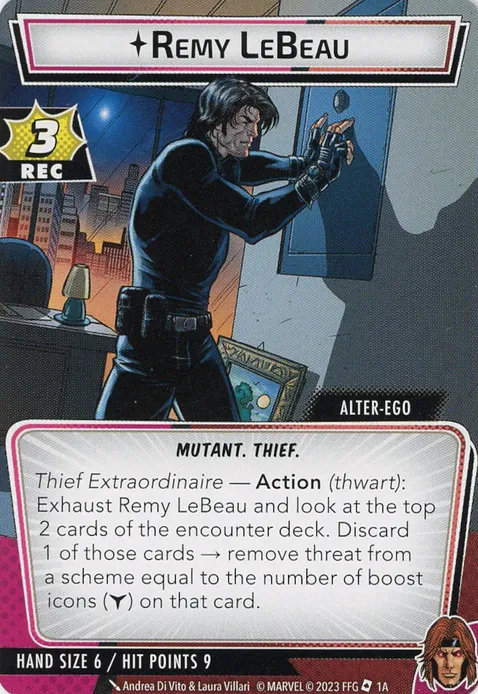 REMY LEBEAU
3
REC
ALTER-EGO
MUTANT. THIEF.
Thief Extraordinaire — Action (thwart):
Exhaust Remy LeBeau and look at the top
2 cards of the encounter deck. Discard
1 of those cards → remove threat from
a scheme equal to the number of boost
icons () on that card.
HAND SIZE 6 / HIT POINTS 9
Andrea Di Vito & Laura Villari © MARVEL © 2023 FFG 1A